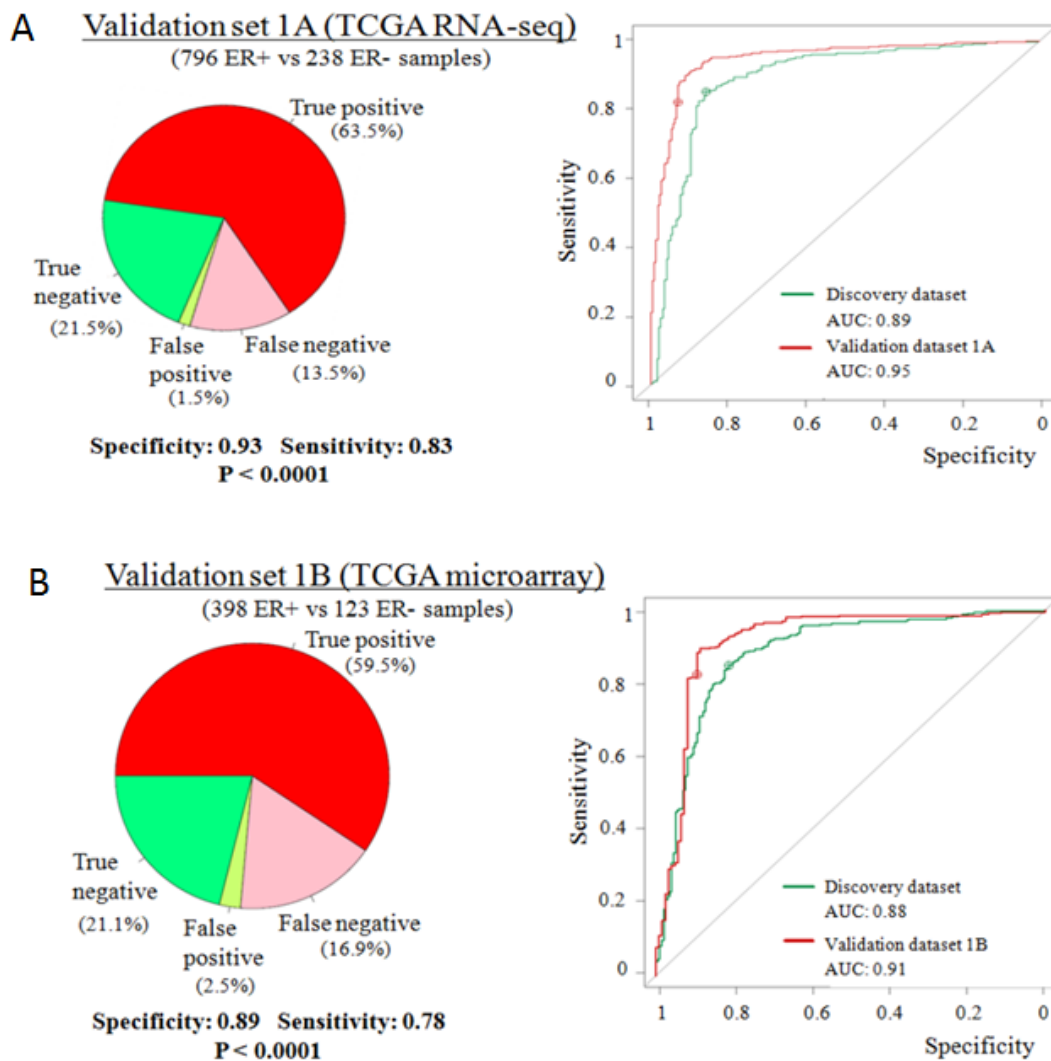 A
Validation set 1A (TCGA RNA-seq)
(796 ER+ vs 238 ER- samples)
True positive
(63.5%)
True
negative
(21.5%)
False
positive
(1.5%)
False negative
(13.5%)
Specificity: 0.93 Sensitivity: 0.83
P < 0.0001
1
0.8
0.6
0.4
0.2
0
Sensitivity
Discovery dataset
AUC: 0.89
Validation dataset 1A
AUC: 0.95
1 0.8 0.6 0.4 0.2 0
Specificity
B
Validation set 1B (TCGA microarray)
(398 ER+ vs 123 ER- samples)
True positive
(59.5%)
True
negative
(21.1%)
False
positive
(2.5%)
False negative
(16.9%)
Specificity: 0.89 Sensitivity: 0.78
P < 0.0001
1
0.8
0.6
0.4
0.2
0
Sensitivity
Discovery dataset
AUC: 0.88
Validation dataset 1B
AUC: 0.91
1 0.8 0.6 0.4 0.2 0
Specificity